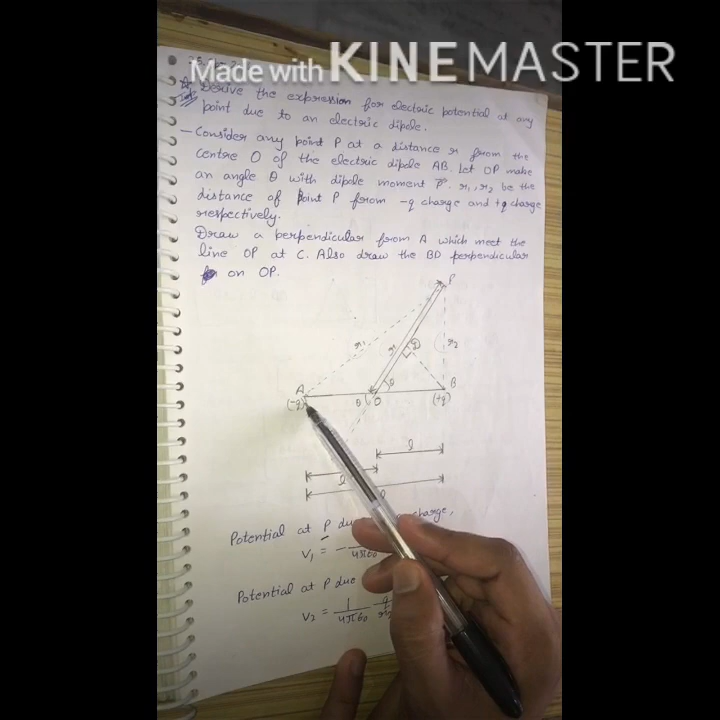 Made with KINEMASTER
Derive the expression for electric potential at any
point due to an electric dipole.
- Consider any point P at a distance r from the
centre O of the electric dipole AB. Let OP make
an angle θ with dipole moment P⃗. r₁, r₂ be the
distance of point P from -q charge and +q charge
respectively.
Draw a perpendicular from A which meet the
line OP at C. Also draw the BD perpendicular
on OP.
P
r₁ r D r₂
A θ O θ B
(-q) (+q)
l
l
Potential at P charge,
V₁ = - 4πε₀
Potential at P due
V₂ = 1/4πε₀ q/r₂